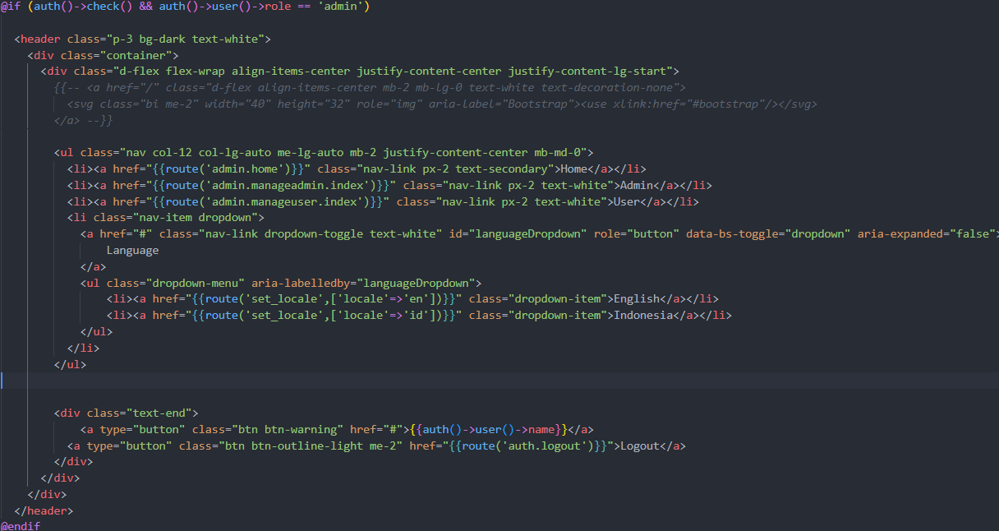 @if (auth()->check() && auth()->user()->role == 'admin')
<header class="p-3 bg-dark text-white">
<div class="container">
<div class="d-flex flex-wrap align-items-center justify-content-center justify-content-lg-start">
{{-- <a href="/" class="d-flex align-items-center mb-2 mb-lg-0 text-white text-decoration-none">
<svg class="bi me-2" width="40" height="32" role="img" aria-label="Bootstrap"><use xlink:href="#bootstrap"/></svg>
</a> --}}
<ul class="nav col-12 col-lg-auto me-lg-auto mb-2 justify-content-center mb-md-0">
<li><a href="{{route('admin.home')}}" class="nav-link px-2 text-secondary">Home</a></li>
<li><a href="{{route('admin.manageadmin.index')}}" class="nav-link px-2 text-white">Admin</a></li>
<li><a href="{{route('admin.manageuser.index')}}" class="nav-link px-2 text-white">User</a></li>
<li class="nav-item dropdown">
<a href="#" class="nav-link dropdown-toggle text-white" id="languageDropdown" role="button" data-bs-toggle="dropdown" aria-expanded="false">
Language
</a>
<ul class="dropdown-menu" aria-labelledby="languageDropdown">
<li><a href="{{route('set_locale',['locale'=>'en'])}}" class="dropdown-item">English</a></li>
<li><a href="{{route('set_locale',['locale'=>'id'])}}" class="dropdown-item">Indonesia</a></li>
</ul>
</li>
</ul>
<div class="text-end">
<a type="button" class="btn btn-warning" href="#">{{auth()->user()->name}}</a>
<a type="button" class="btn btn-outline-light me-2" href="{{route('auth.logout')}}">Logout</a>
</div>
</div>
</div>
</header>
@endif